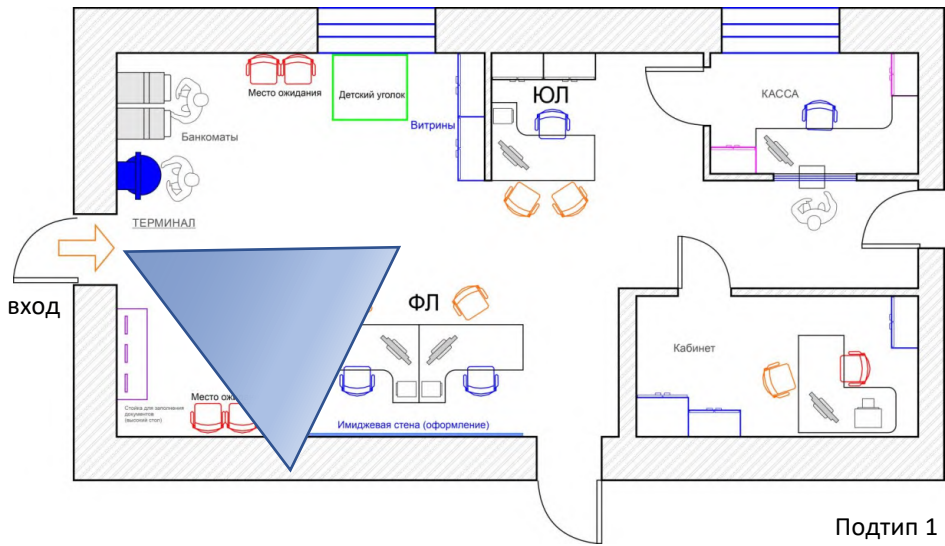 Место ожидания
Детский уголок
ЮЛ
КАССА
Витрины
Банкоматы
ТЕРМИНАЛ
вход
ФЛ
Кабинет
Место
Стойка для заполнения
документов
(высокий стол)
Имиджевая стена (оформление)
Подтип 1